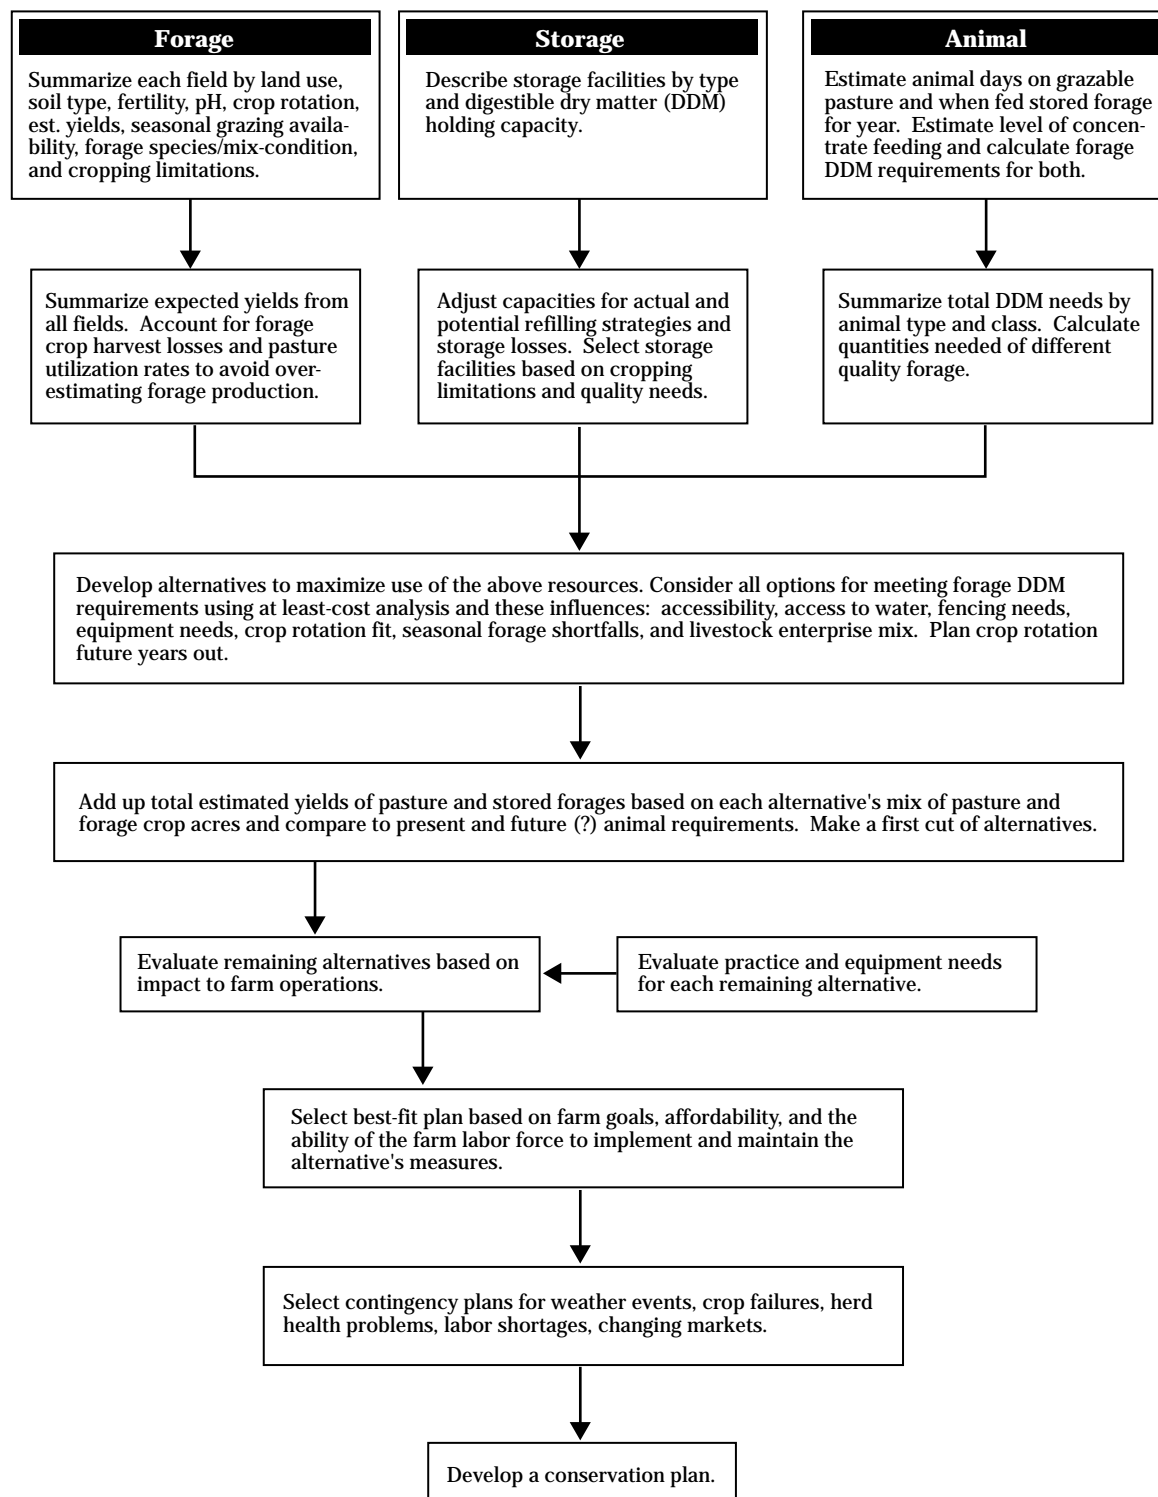 Forage
Summarize each field by land use,
soil type, fertility, pH, crop rotation,
est. yields, seasonal grazing availa-
bility, forage species/mix-condition,
and cropping limitations.
Storage
Describe storage facilities by type
and digestible dry matter (DDM)
holding capacity.
Animal
Estimate animal days on grazable
pasture and when fed stored forage
for year.  Estimate level of concen-
trate feeding and calculate forage
DDM requirements for both.
Summarize expected yields from
all fields.  Account for forage
crop harvest losses and pasture
utilization rates to avoid over-
estimating forage production.
Adjust capacities for actual and
potential refilling strategies and
storage losses.  Select storage
facilities based on cropping
limitations and quality needs.
Summarize total DDM needs by
animal type and class.  Calculate
quantities needed of different
quality forage.
Develop alternatives to maximize use of the above resources. Consider all options for meeting forage DDM
requirements using at least-cost analysis and these influences:  accessibility, access to water, fencing needs,
equipment needs, crop rotation fit, seasonal forage shortfalls, and livestock enterprise mix.  Plan crop rotation
future years out.
Add up total estimated yields of pasture and stored forages based on each alternative's mix of pasture and
forage crop acres and compare to present and future (?) animal requirements.  Make a first cut of alternatives.
Evaluate remaining alternatives based on
impact to farm operations.
Evaluate practice and equipment needs
for each remaining alternative.
Select best-fit plan based on farm goals, affordability, and the
ability of the farm labor force to implement and maintain the
alternative's measures.
Select contingency plans for weather events, crop failures, herd
health problems, labor shortages, changing markets.
Develop a conservation plan.